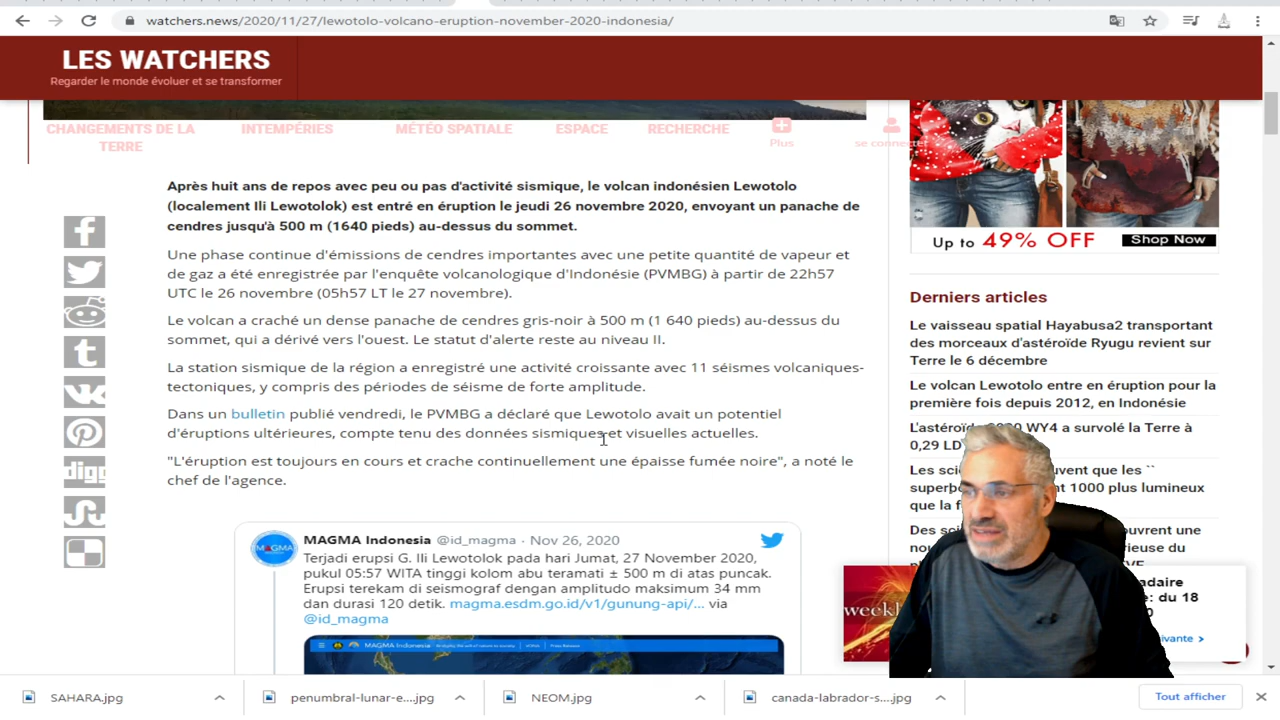 watchers.news/2020/11/27/lewotolo-volcano-eruption-november-2020-indonesia/
LES WATCHERS
Regarder le monde évoluer et se transformer
CHANGEMENTS DE LA TERRE
INTEMPÉRIES
MÉTÉO SPATIALE
ESPACE
RECHERCHE
Plus
se connecter
Après huit ans de repos avec peu ou pas d'activité sismique, le volcan indonésien Lewotolo
(localement Ili Lewotolok) est entré en éruption le jeudi 26 novembre 2020, envoyant un panache de
cendres jusqu'à 500 m (1640 pieds) au-dessus du sommet.
Une phase continue d'émissions de cendres importantes avec une petite quantité de vapeur et
de gaz a été enregistrée par l'enquête volcanologique d'Indonésie (PVMBG) à partir de 22h57
UTC le 26 novembre (05h57 LT le 27 novembre).
Le volcan a craché un dense panache de cendres gris-noir à 500 m (1 640 pieds) au-dessus du
sommet, qui a dérivé vers l'ouest. Le statut d'alerte reste au niveau II.
La station sismique de la région a enregistré une activité croissante avec 11 séismes volcaniques-
tectoniques, y compris des périodes de séisme de forte amplitude.
Dans un bulletin publié vendredi, le PVMBG a déclaré que Lewotolo avait un potentiel
d'éruptions ultérieures, compte tenu des données sismiques et visuelles actuelles.
"L'éruption est toujours en cours et crache continuellement une épaisse fumée noire", a noté le
chef de l'agence.
digg
MAGMA Indonesia @id_magma · Nov 26, 2020
Terjadi erupsi G. Ili Lewotolok pada hari Jumat, 27 November 2020,
pukul 05:57 WITA tinggi kolom abu teramati ± 500 m di atas puncak.
Erupsi terekam di seismograf dengan amplitudo maksimum 34 mm
dan durasi 120 detik. magma.esdm.go.id/v1/gunung-api/... via
@id_magma
MAGMA Indonesia
Up to 49% OFF Shop Now
Derniers articles
Le vaisseau spatial Hayabusa2 transportant
des morceaux d'astéroïde Ryugu revient sur
Terre le 6 décembre
Le volcan Lewotolo entre en éruption pour la
première fois depuis 2012, en Indonésie
L'astéroïde 2020 WY4 a survolé la Terre à
0,29 LD
Les sci uvent que les ``
superb nt 1000 plus lumineux
que la f
Des sci ouvrent une
nou rieuse du
EVE
weekl
adaire
: du 18
0
ivante >
SAHARA.jpg
penumbral-lunar-e....jpg
NEOM.jpg
canada-labrador-s....jpg
Tout afficher